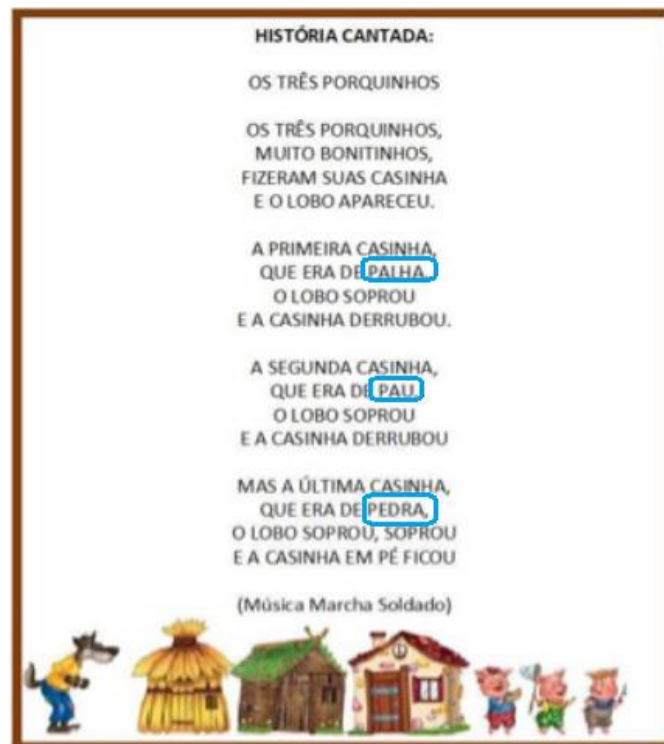 HISTÓRIA CANTADA:
OS TRÊS PORQUINHOS
OS TRÊS PORQUINHOS,
MUITO BONITINHOS,
FIZERAM SUAS CASINHA
E O LOBO APARECEU.
A PRIMEIRA CASINHA,
QUE ERA DE PALHA.
O LOBO SOPROU
E A CASINHA DERRUBOU.
A SEGUNDA CASINHA,
QUE ERA DE PAU.
O LOBO SOPROU
E A CASINHA DERRUBOU
MAS A ÚLTIMA CASINHA,
QUE ERA DE PEDRA,
O LOBO SOPROU, SOPROU
E A CASINHA EM PÉ FICOU
(Música Marcha Soldado)